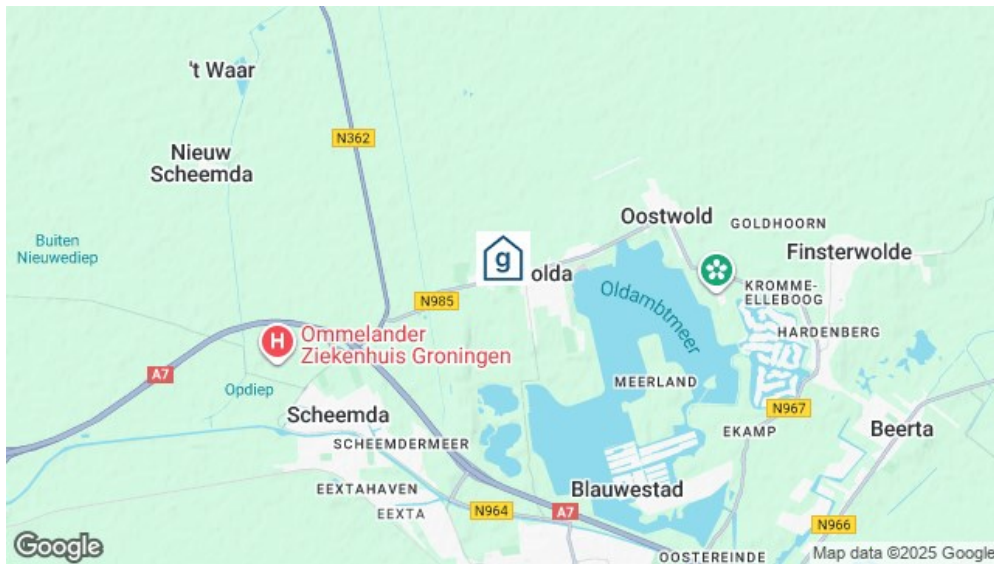 't Waar
N362
Nieuw
Scheemda
Oostwold
GOLDHOORN
Buiten
Nieuwediep
Finsterwolde
g
olda
KROMME-
ELLEBOOG
Oldambtmeer
N985
HARDENBERG
H
Ommelander
Ziekenhuis Groningen
A7
MEERLAND
Opdiep
N967
Scheemda
EKAMP
Beerta
SCHEEMDERMEER
EEXTAHAVEN
Blauwestad
EEXTA
N964
A7
N966
Google
OOSTEREINDE
Map data ©2025 Google